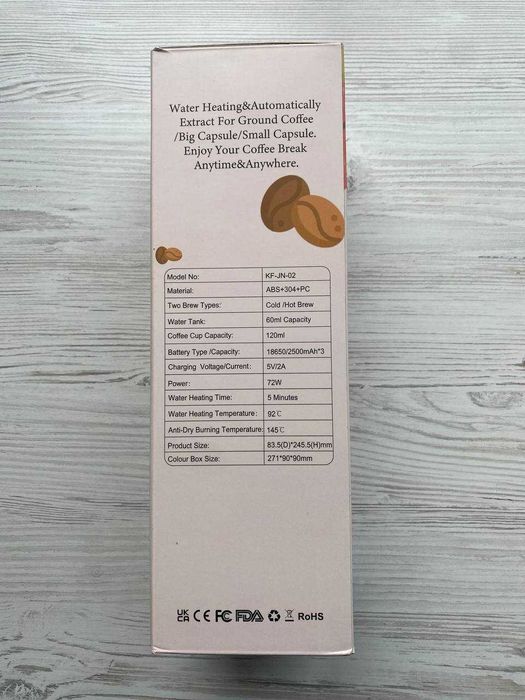 Water Heating&Automatically
Extract For Ground Coffee
/Big Capsule/Small Capsule.
Enjoy Your Coffee Break
Anytime&Anywhere.
Model No: KF-JN-02
Material: ABS+304+PC
Two Brew Types: Cold /Hot Brew
Water Tank: 60ml Capacity
Coffee Cup Capacity: 120ml
Battery Type /Capacity: 18650/2500mAh*3
Charging Voltage/Current: 5V/2A
Power: 72W
Water Heating Time: 5 Minutes
Water Heating Temperature: 92℃
Anti-Dry Burning Temperature: 145℃
Product Size: 83.5(D)*245.5(H)mm
Colour Box Size: 271*90*90mm
UK CA CE FC FDA RoHS